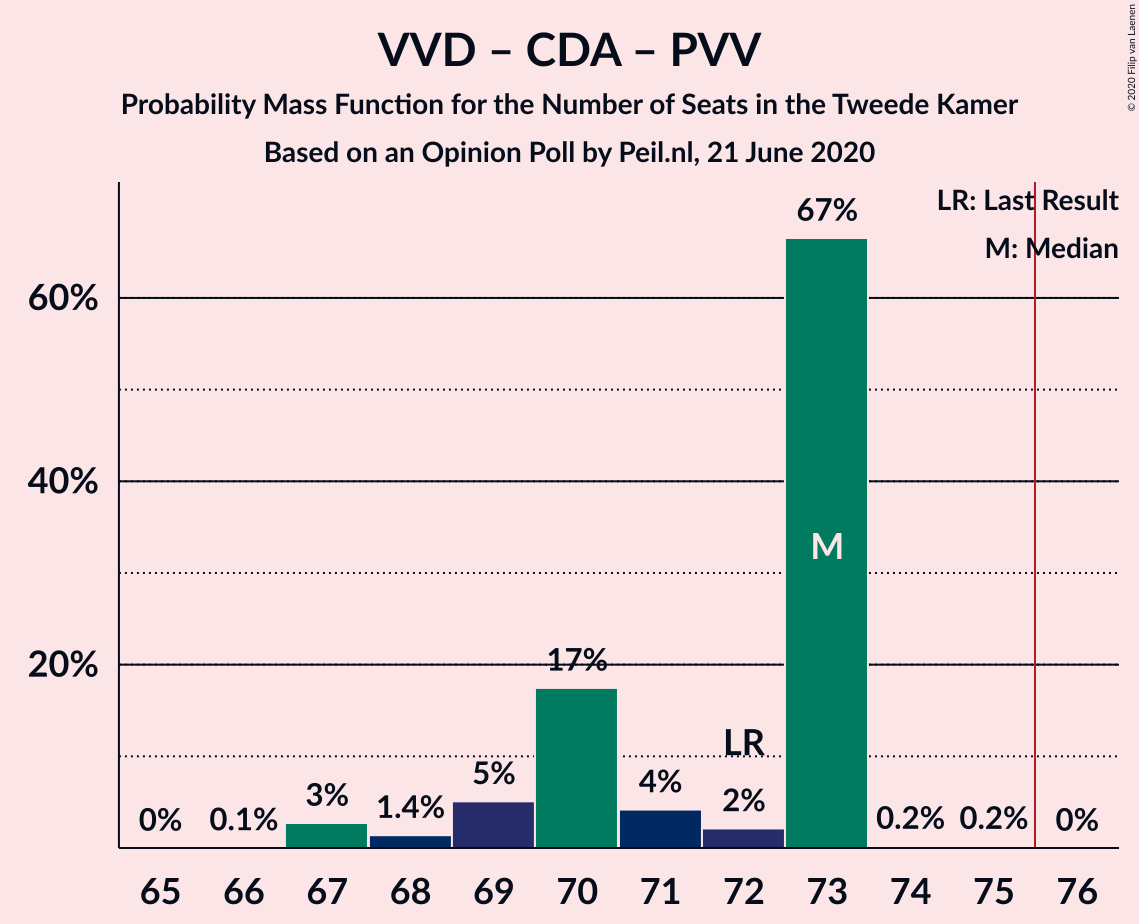 VVD – CDA – PVV
Probability Mass Function for the Number of Seats in the Tweede Kamer
Based on an Opinion Poll by Peil.nl, 21 June 2020
© 2020 Filip van Laenen
LR: Last Result
M: Median
60%
40%
20%
0%
0.1%
3%
1.4%
5%
17%
4%
LR
2%
67%
M
0.2%
0.2%
0%
65 66 67 68 69 70 71 72 73 74 75 76